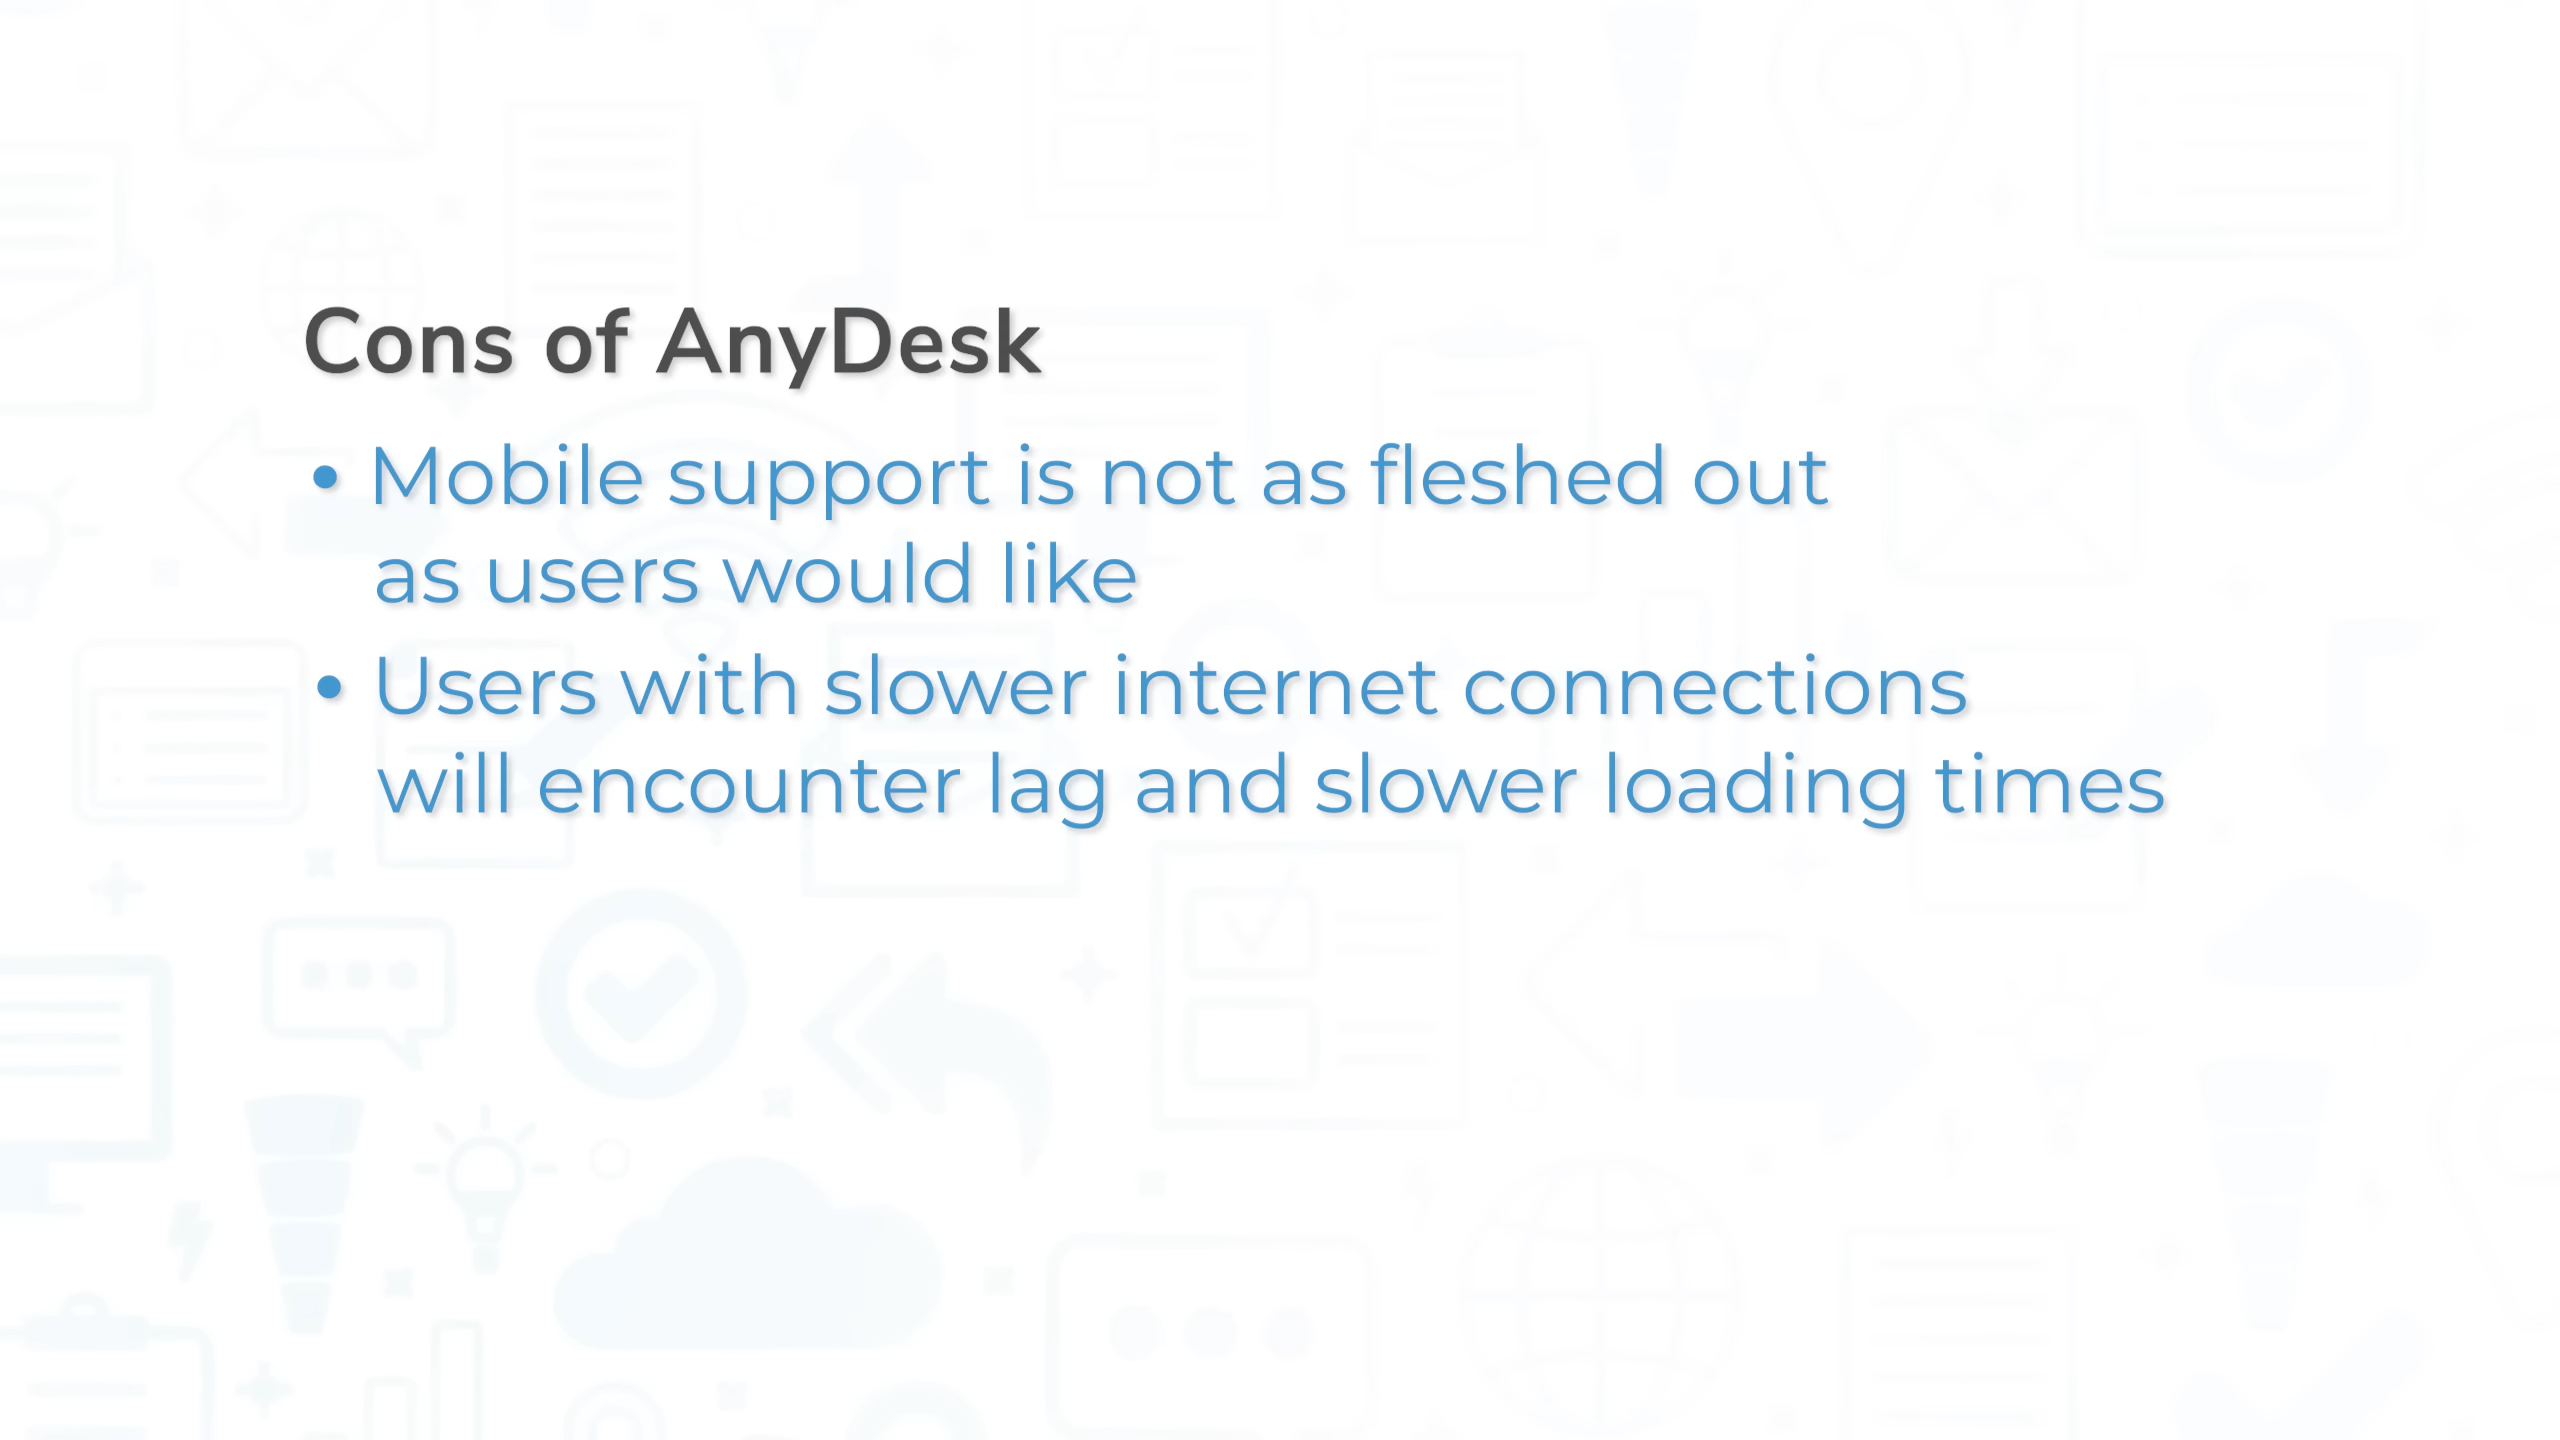 Cons of AnyDesk
• Mobile support is not as fleshed out
as users would like
• Users with slower internet connections
will encounter lag and slower loading times